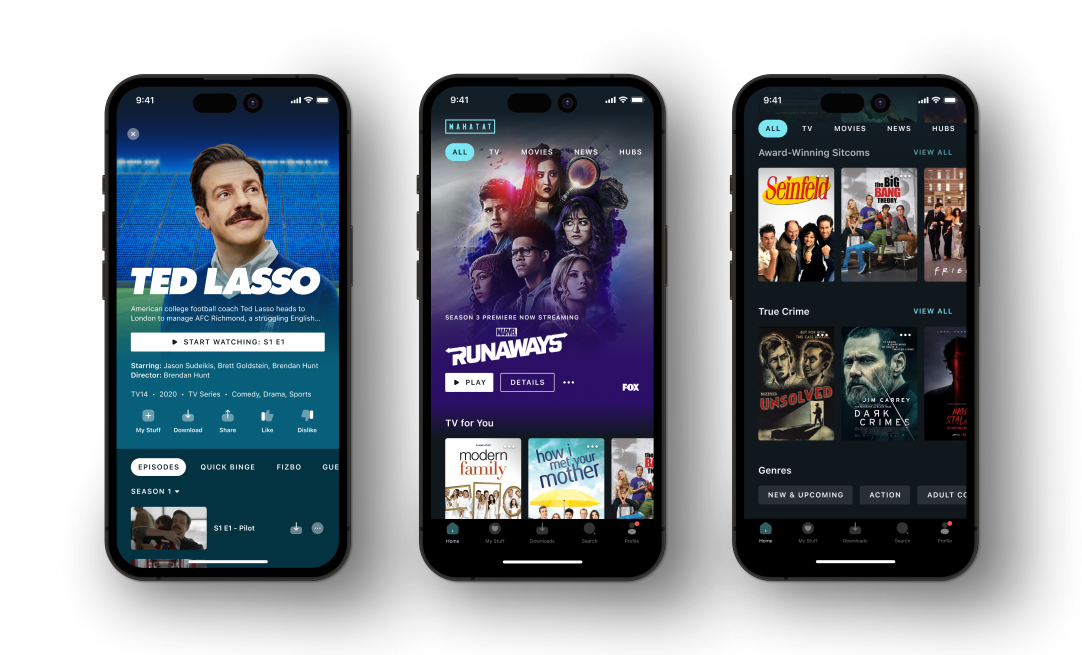 9:41
TED LASSO
American college football coach Ted Lasso heads to
London to manage AFC Richmond, a struggling English...
START WATCHING: S1 E1
Starring: Jason Sudeikis, Brett Goldstein, Brendan Hunt
Director: Brendan Hunt
TV14 • 2020 • TV Series • Comedy, Drama, Sports
My Stuff Download Share Like Dislike
EPISODES QUICK BINGE FIZBO GUE
SEASON 1
S1 E1 - Pilot
9:41
MAHATAT
ALL TV MOVIES NEWS HUBS
SEASON 3 PREMIERE NOW STREAMING
MARVEL
RUNAWAYS
PLAY DETAILS
FOX
TV for You
modern
family
how i
met your
mother
the BIG
BANG
THEORY
Home My Stuff Downloads Search Profile
9:41
ALL TV MOVIES NEWS HUBS
Award-Winning Sitcoms VIEW ALL
Seinfeld
the BIG
BANG
THEORY.
FRIE
True Crime VIEW ALL
UNSOLVED
JIM CARREY
DARK
CRIMES
Genres
NEW & UPCOMING ACTION ADULT CO
Home My Stuff Downloads Search Profile